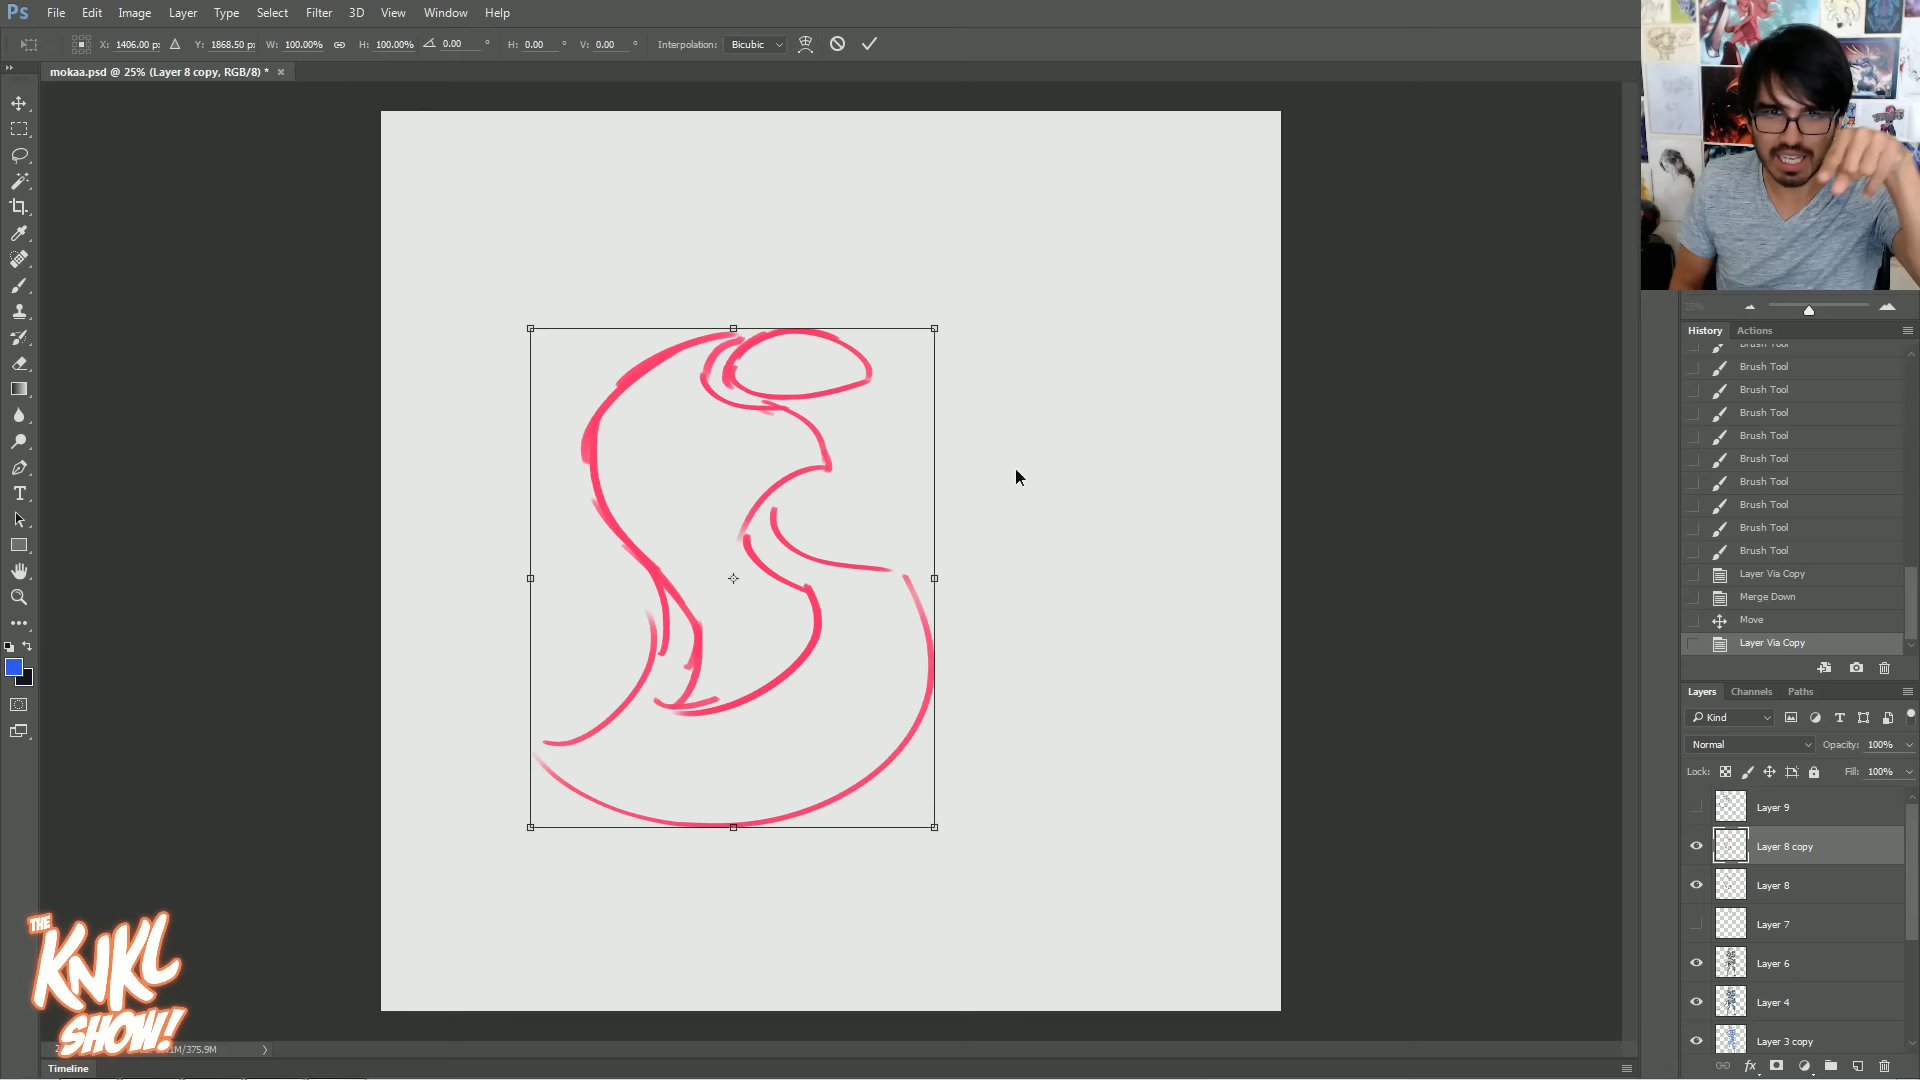 Ps File Edit Image Layer Type Select Filter 3D View Window Help
X: 1406.00 px Y: 1868.50 px W: 100.00% H: 100.00% 0.00 ° H: 0.00 ° V: 0.00 ° Interpolation: Bicubic
mokaa.psd @ 25% (Layer 8 copy, RGB/8) * ×
25%
History Actions
Brush Tool
Brush Tool
Brush Tool
Brush Tool
Brush Tool
Brush Tool
Brush Tool
Brush Tool
Brush Tool
Brush Tool
Layer Via Copy
Merge Down
Move
Layer Via Copy
Layers Channels Paths
Kind
Normal Opacity: 100%
Lock: Fill: 100%
Layer 9
Layer 8 copy
Layer 8
Layer 7
Layer 6
Layer 4
Layer 3 copy
THE
KNKL
SHOW!
M/375.9M
Timeline